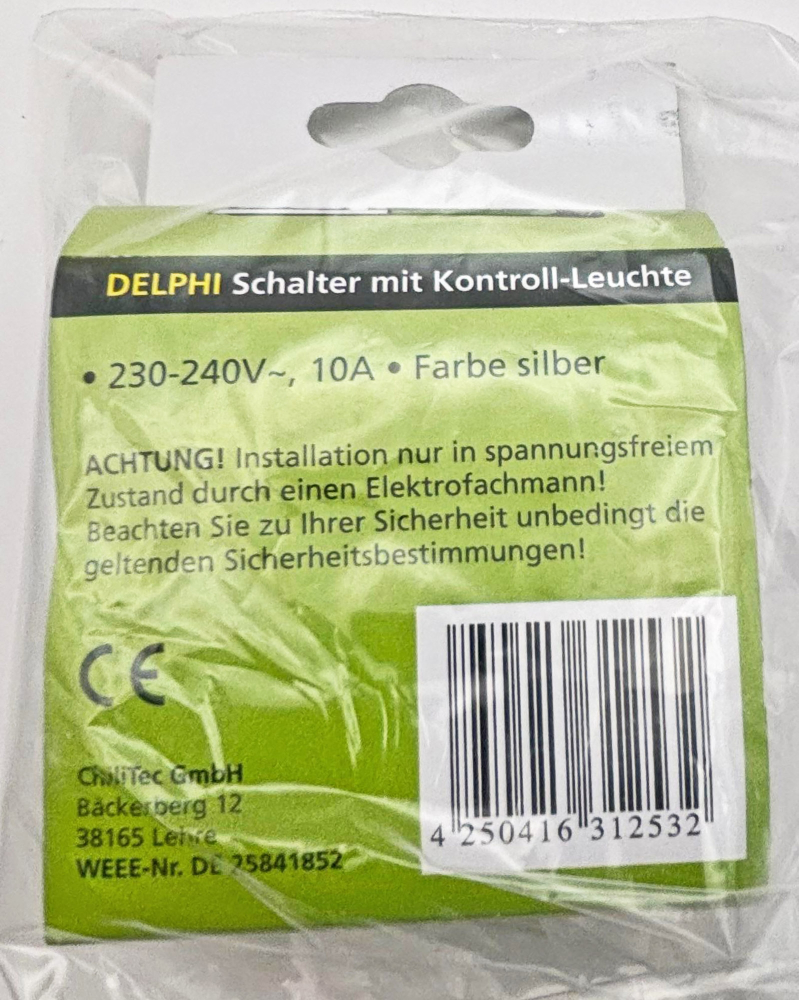 DELPHI Schalter mit Kontroll-Leuchte
• 230-240V~, 10A • Farbe silber
ACHTUNG! Installation nur in spannungsfreiem
Zustand durch einen Elektrofachmann!
Beachten Sie zu Ihrer Sicherheit unbedingt die
geltenden Sicherheitsbestimmungen!
CE
ChiliTec GmbH
Bäckerberg 12
38165 Lehre
WEEE-Nr. DE 25841852
4 250416 312532